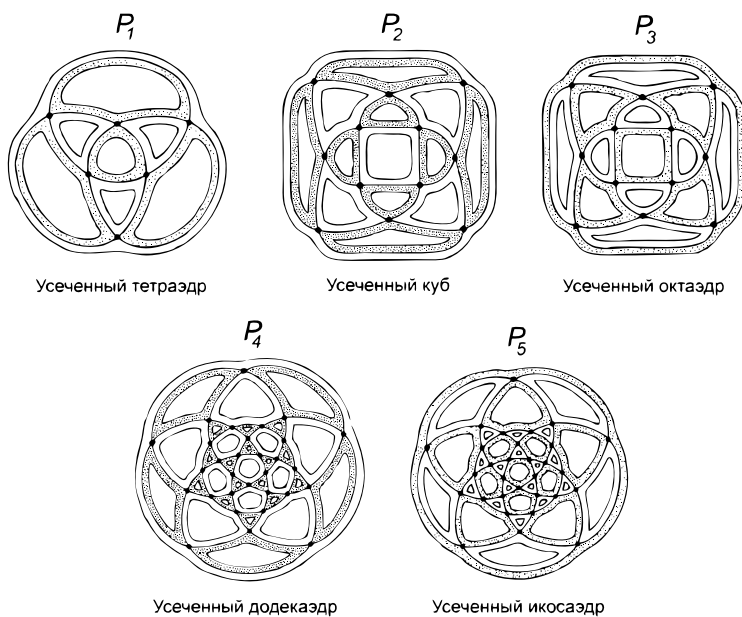 P1
P2
P3
Усеченный тетраэдр
Усеченный куб
Усеченный октаэдр
P4
P5
Усеченный додекаэдр
Усеченный икосаэдр